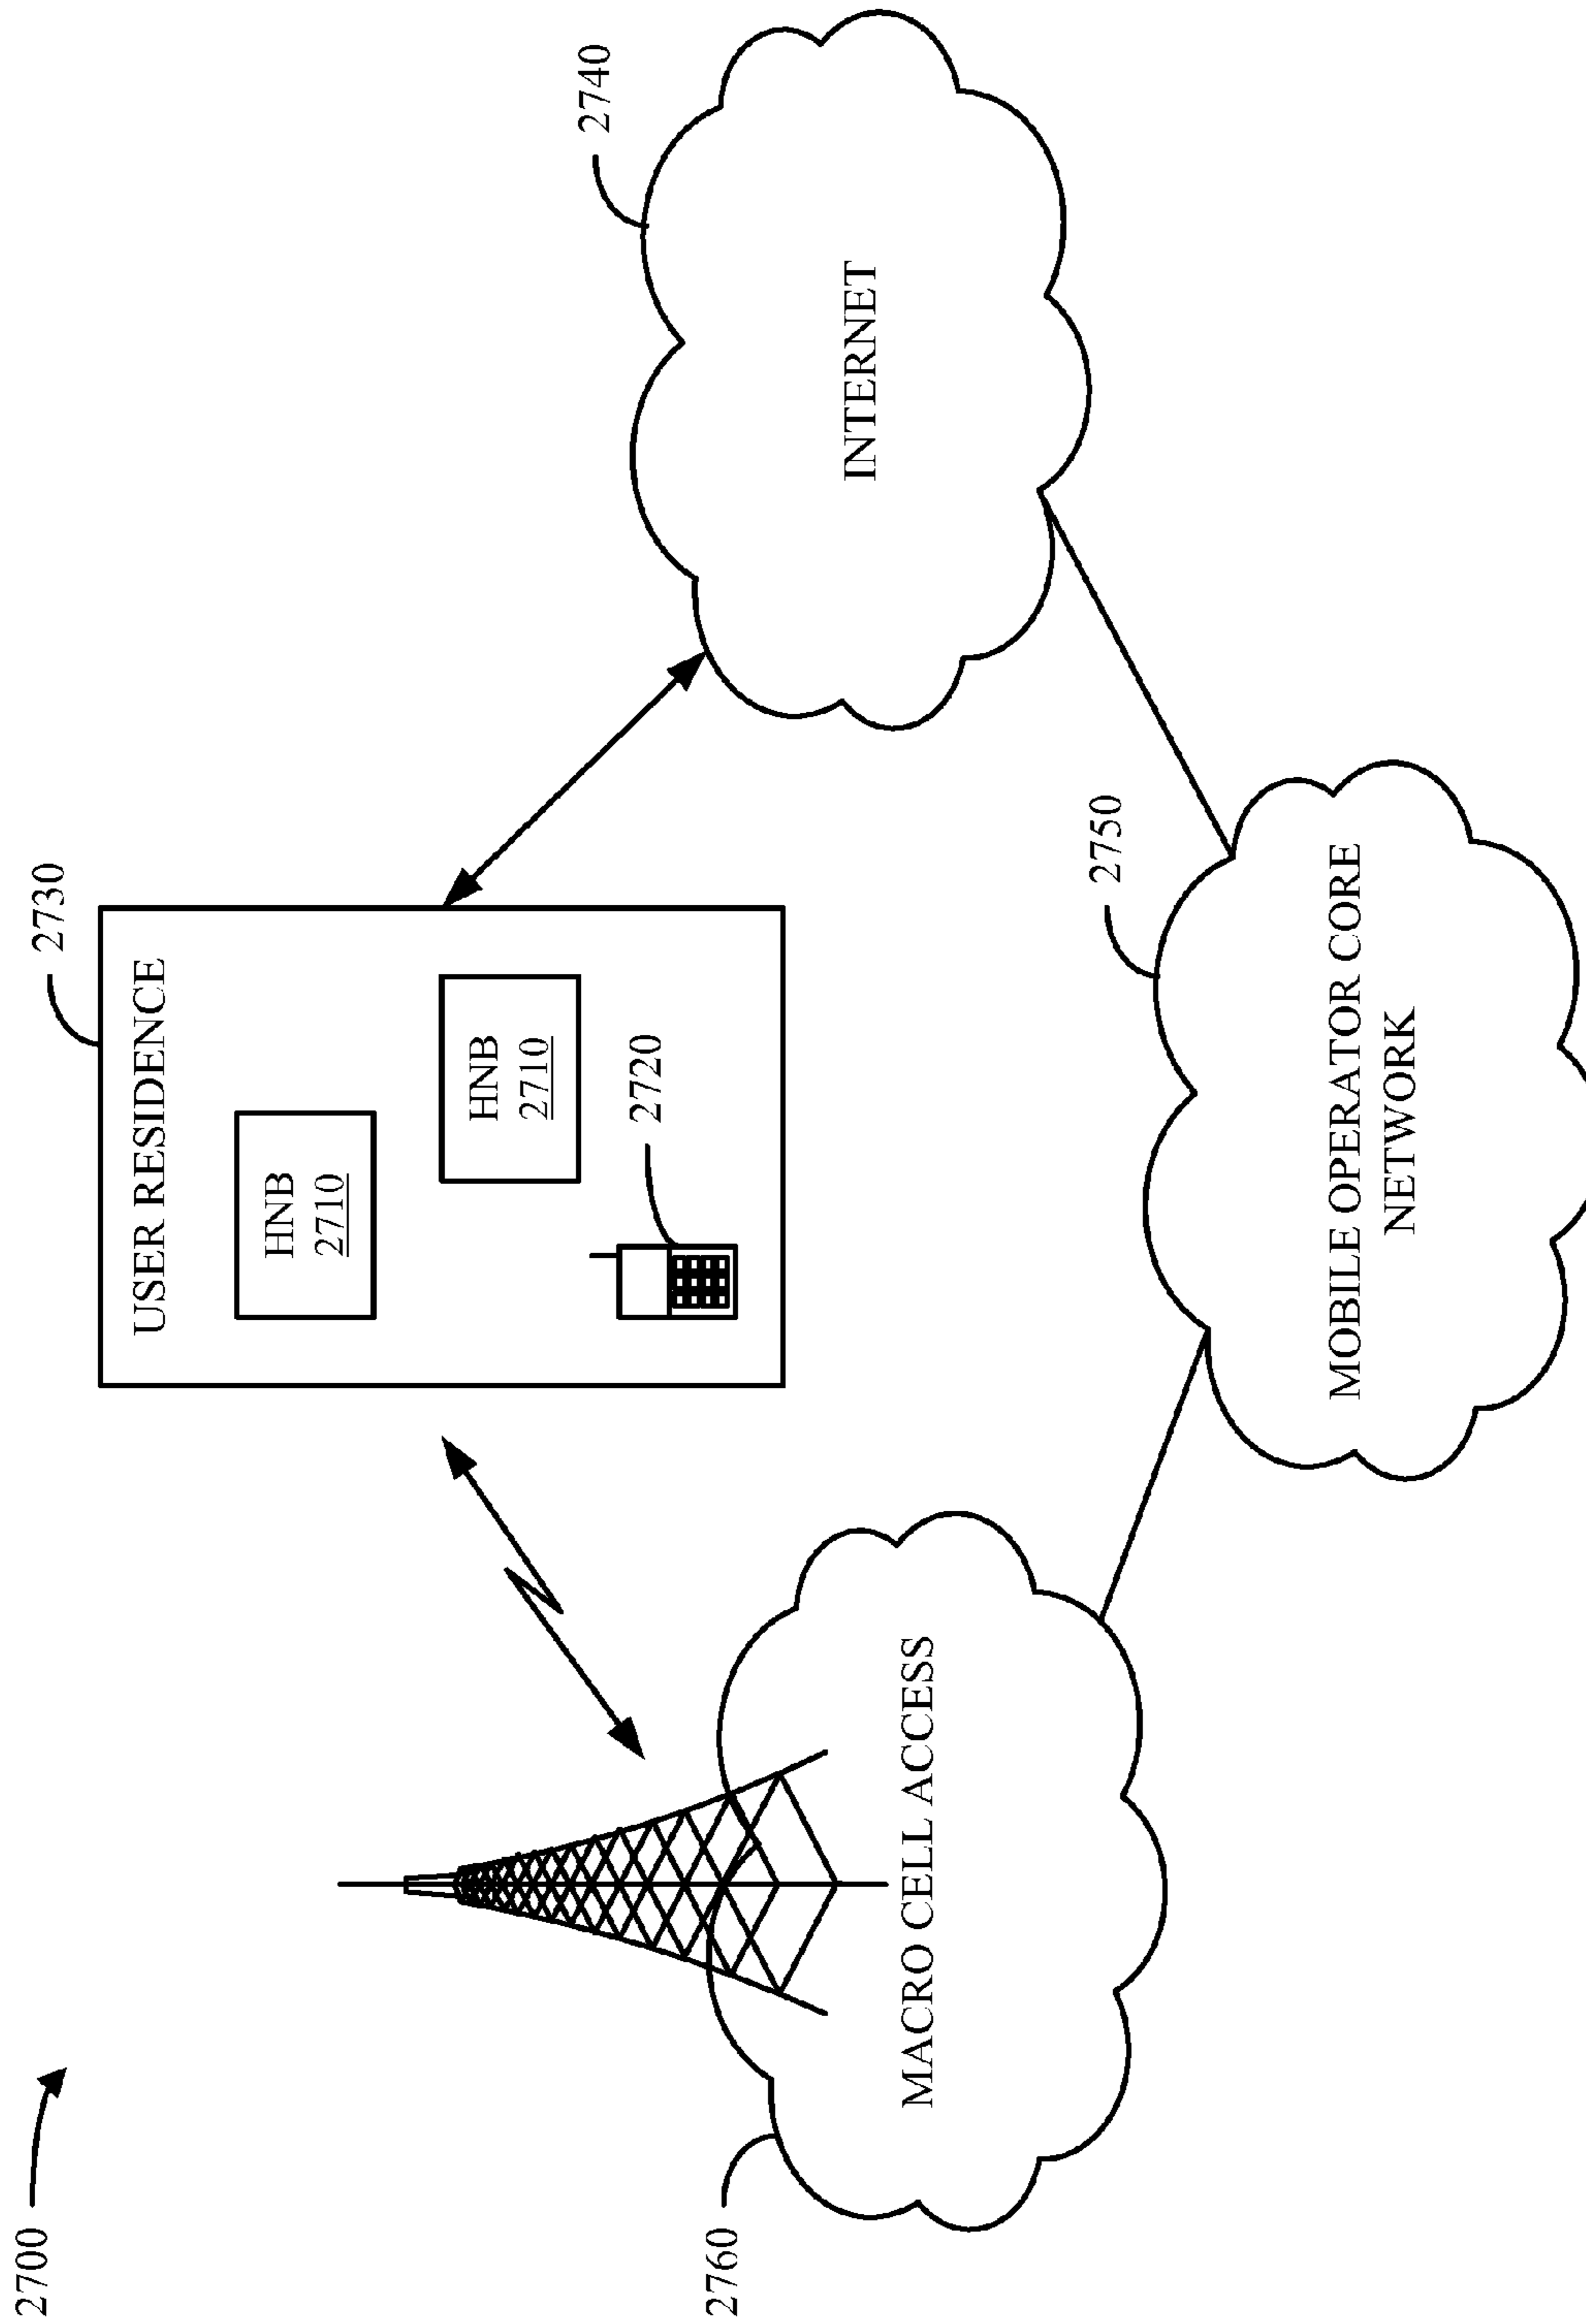 2700
2730
USER RESIDENCE
HNB
2710
HNB
2710
2720
2740
INTERNET
2760
MACRO CELL ACCESS
2750
MOBILE OPERATOR CORE
NETWORK